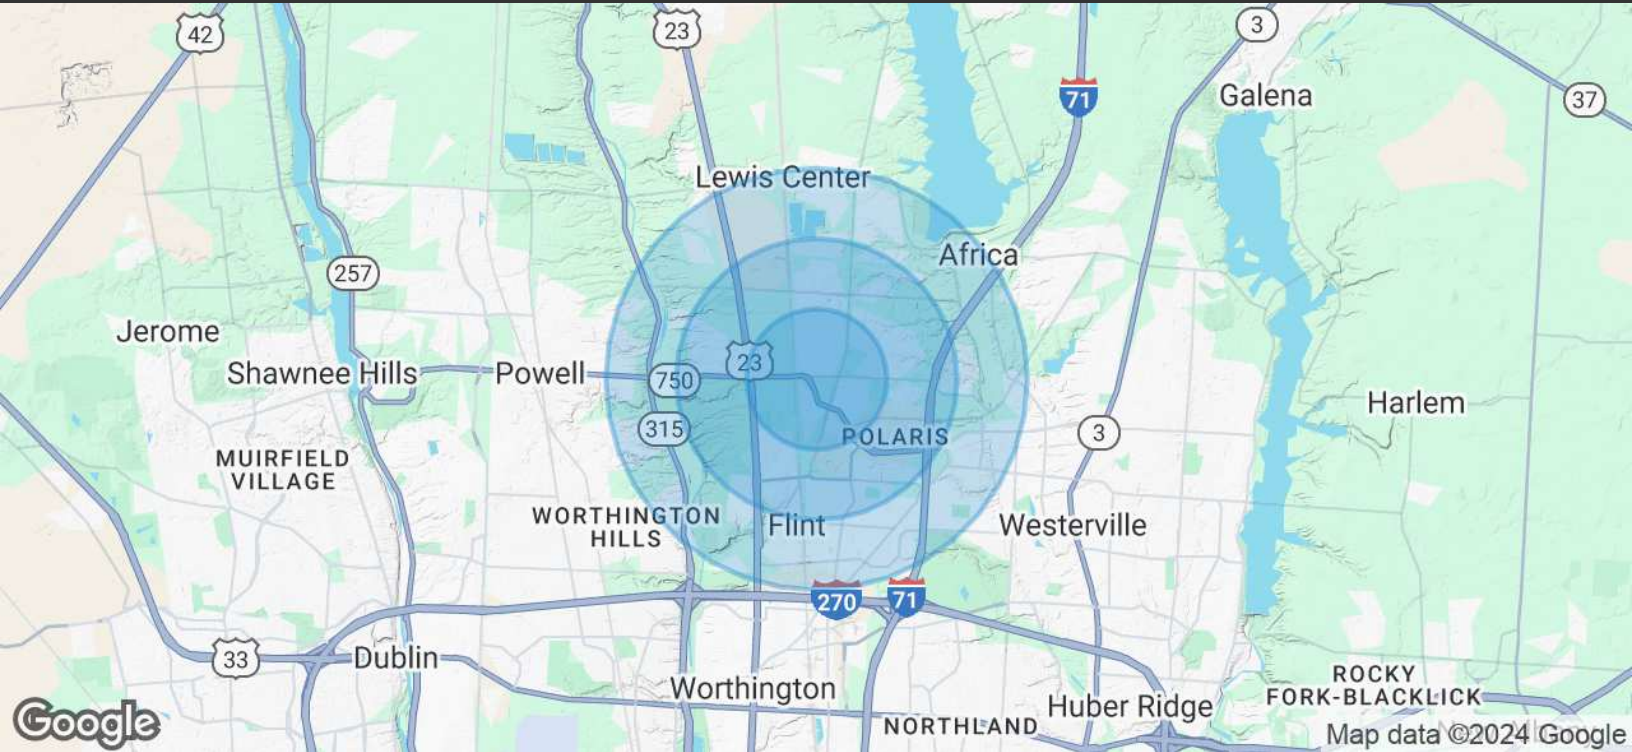 42
23
3
71
Galena
37
Lewis Center
Africa
257
Jerome
23
Shawnee Hills
Powell
750
Harlem
315
3
POLARIS
MUIRFIELD
VILLAGE
WORTHINGTON
HILLS
Flint
Westerville
270
71
33
Dublin
Worthington
ROCKY
FORK-BLACKLICK
Huber Ridge
NORTHLAND
Google
Map data ©2024 Google